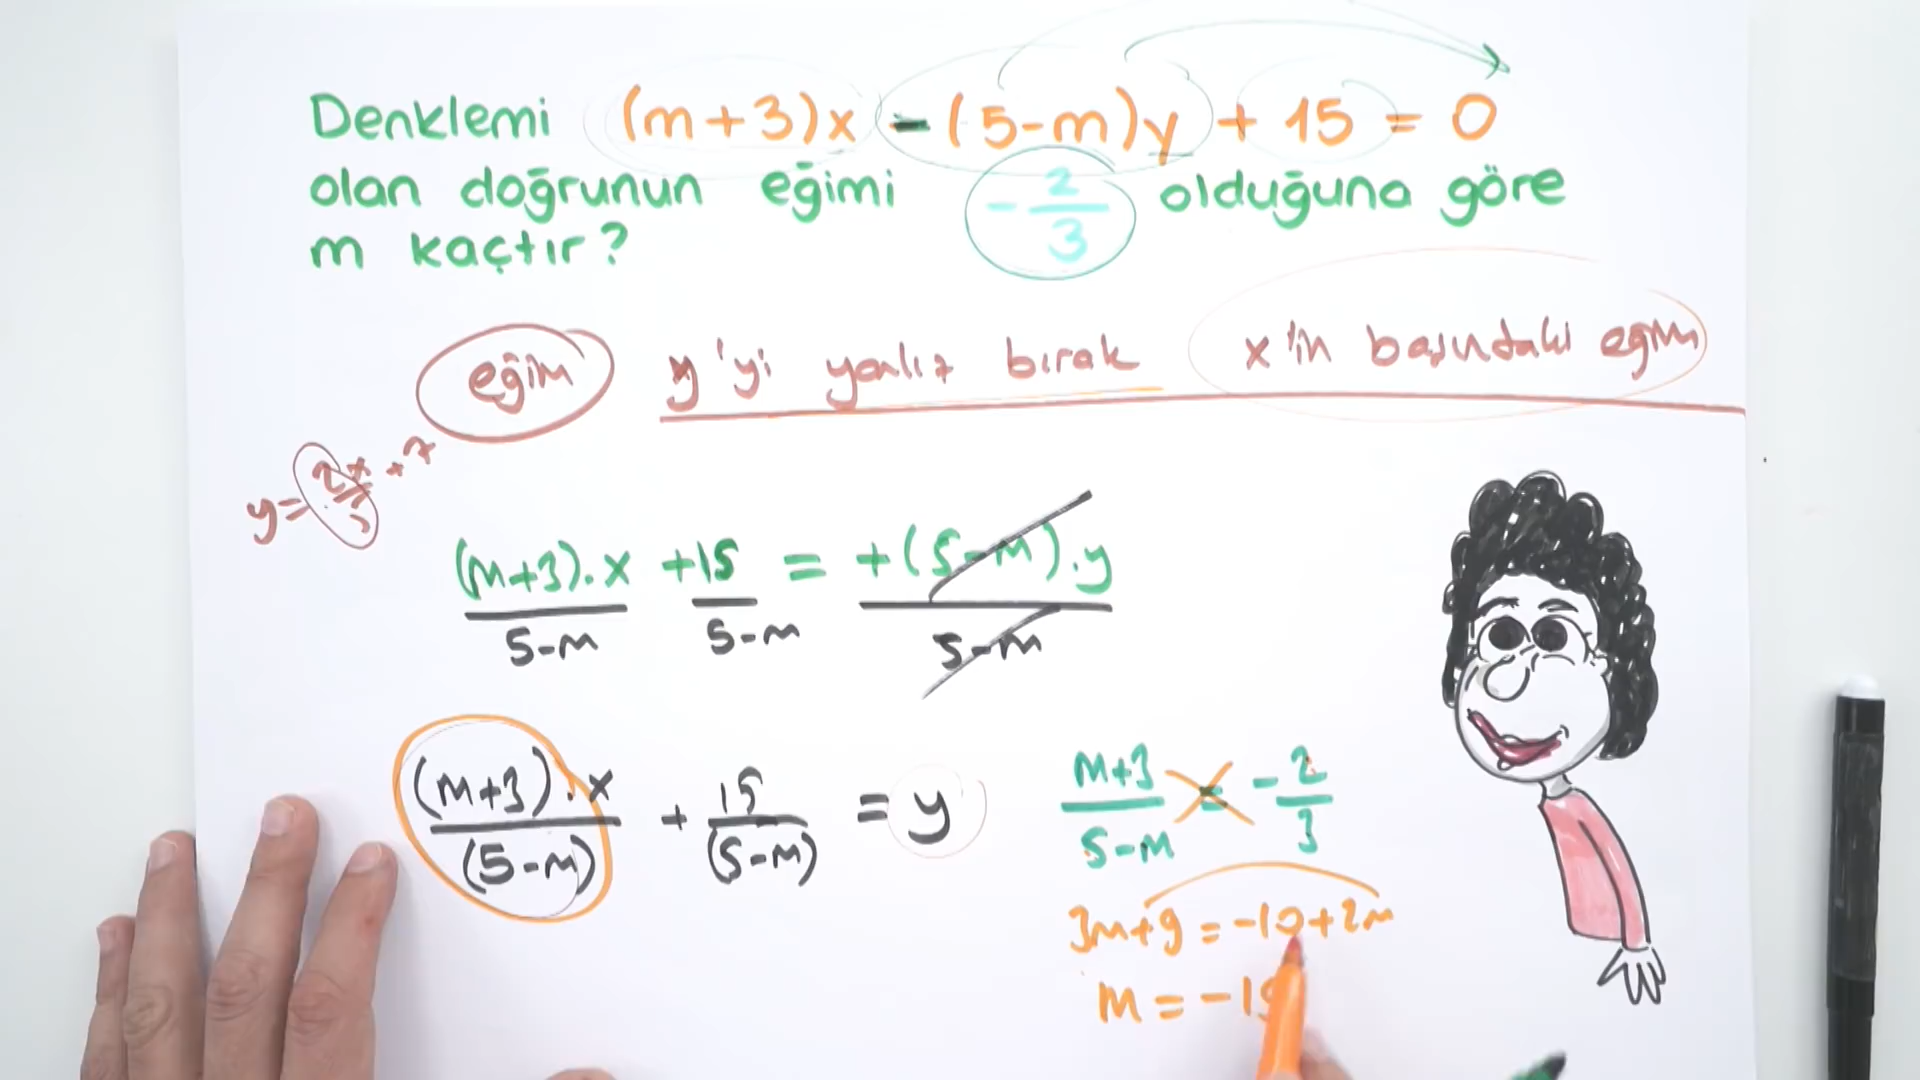 Denklemi (m+3)x - (5-m)y + 15 = 0
olan doğrunun eğimi -2/3 olduğuna göre
m kaçtır?
eğim y'yi yalnız bırak x'in başındaki eğim
(m+3).x/5-m + 15/5-m = +(5-m).y/5-m
(m+3).x/(5-m) + 15/(5-m) = y
m+3/5-m = -2/3
3m+9 = -10+2m
m = -19